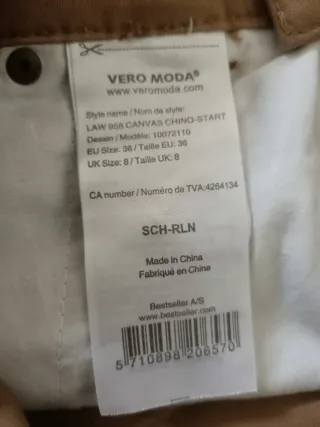 VERO MODA®
www.veromoda.com
Style name / Nom de style:
LAW 958 CANVAS CHINO-START
Dessin / Modèle: 10072110
EU Size: 36 / Taille EU: 36
UK Size: 8 / Taille UK: 8
CA number / Numéro de TVA:4264134
SCH-RLN
Made in China
Fabriqué en Chine
Bestseller A/S
www.bestseller.com
5 710898 206570